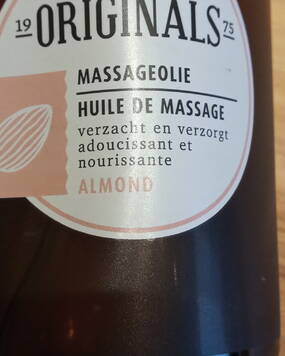 19 ORIGINALS 75
MASSAGEOLIE
HUILE DE MASSAGE
verzacht en verzorgt
adoucissant et
nourissante
ALMOND